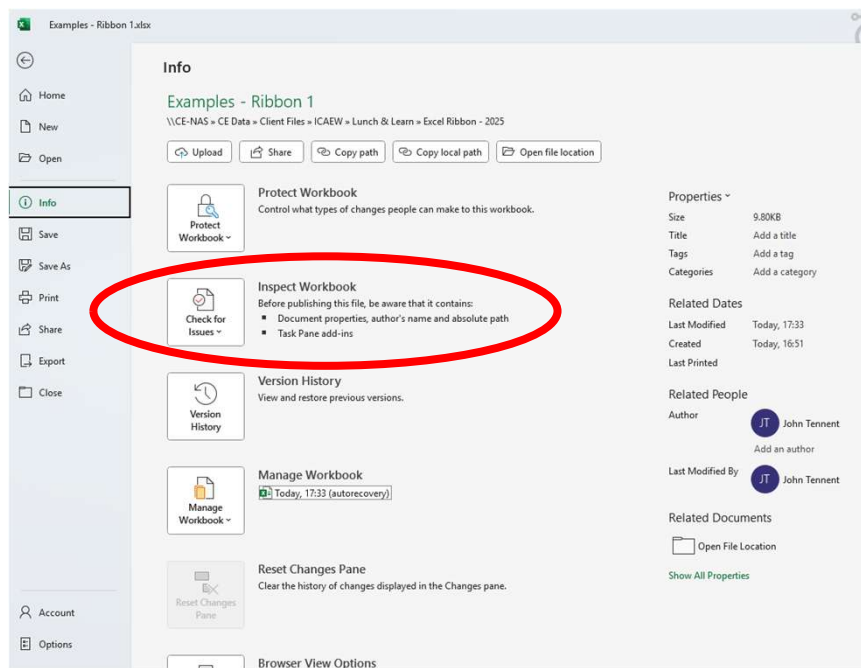 Examples - Ribbon 1.xlsx
Home
New
Open
Info
Save
Save As
Print
Share
Export
Close
Account
Options
Info
Examples - Ribbon 1
\\CE-NAS » CE Data » Client Files » ICAEW » Lunch & Learn » Excel Ribbon - 2025
Upload Share Copy path Copy local path Open file location
Protect
Workbook
Protect Workbook
Control what types of changes people can make to this workbook.
Check for
Issues
Inspect Workbook
Before publishing this file, be aware that it contains:
▪ Document properties, author's name and absolute path
▪ Task Pane add-ins
Version
History
Version History
View and restore previous versions.
Manage
Workbook
Manage Workbook
Today, 17:33 (autorecovery)
Reset Changes
Pane
Reset Changes Pane
Clear the history of changes displayed in the Changes pane.
Browser View Options
Properties
Size 9.80KB
Title Add a title
Tags Add a tag
Categories Add a category
Related Dates
Last Modified Today, 17:33
Created Today, 16:51
Last Printed
Related People
Author JT John Tennent
Add an author
Last Modified By JT John Tennent
Related Documents
Open File Location
Show All Properties